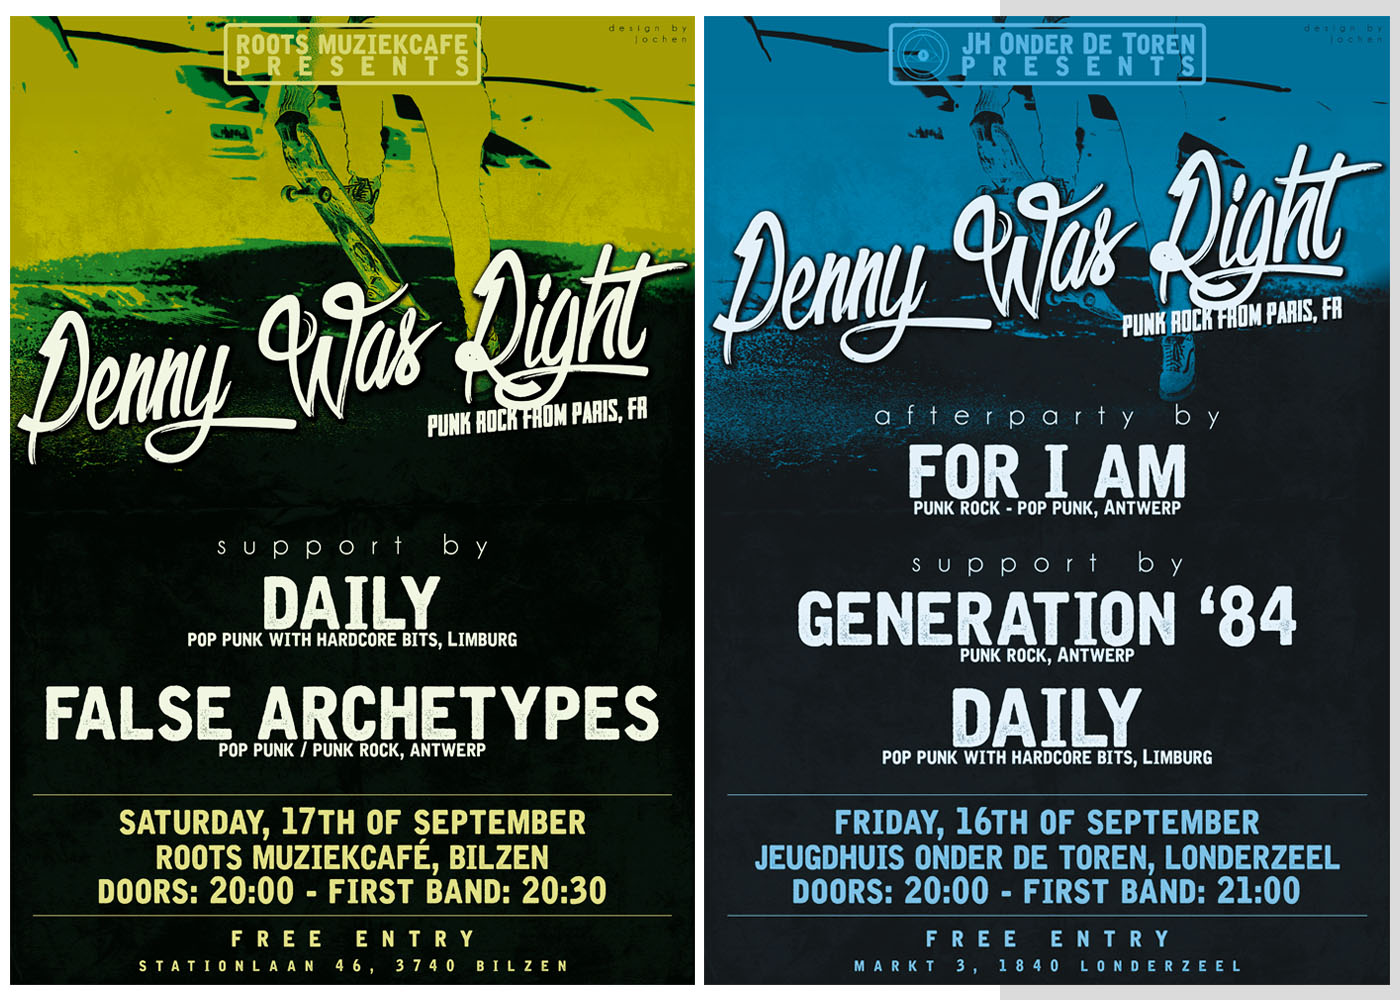 ROOTS MUZIEKCAFE
PRESENTS
design by
jochen
Penny Was Right
PUNK ROCK FROM PARIS, FR
support by
DAILY
POP PUNK WITH HARDCORE BITS, LIMBURG
FALSE ARCHETYPES
POP PUNK / PUNK ROCK, ANTWERP
SATURDAY, 17TH OF SEPTEMBER
ROOTS MUZIEKCAFÉ, BILZEN
DOORS: 20:00 - FIRST BAND: 20:30
FREE ENTRY
STATIONLAAN 46, 3740 BILZEN
JH ONDER DE TOREN
PRESENTS
design by
jochen
Penny Was Right
PUNK ROCK FROM PARIS, FR
afterparty by
FOR I AM
PUNK ROCK - POP PUNK, ANTWERP
support by
GENERATION ‘84
PUNK ROCK, ANTWERP
DAILY
POP PUNK WITH HARDCORE BITS, LIMBURG
FRIDAY, 16TH OF SEPTEMBER
JEUGDHUIS ONDER DE TOREN, LONDERZEEL
DOORS: 20:00 - FIRST BAND: 21:00
FREE ENTRY
MARKT 3, 1840 LONDERZEEL